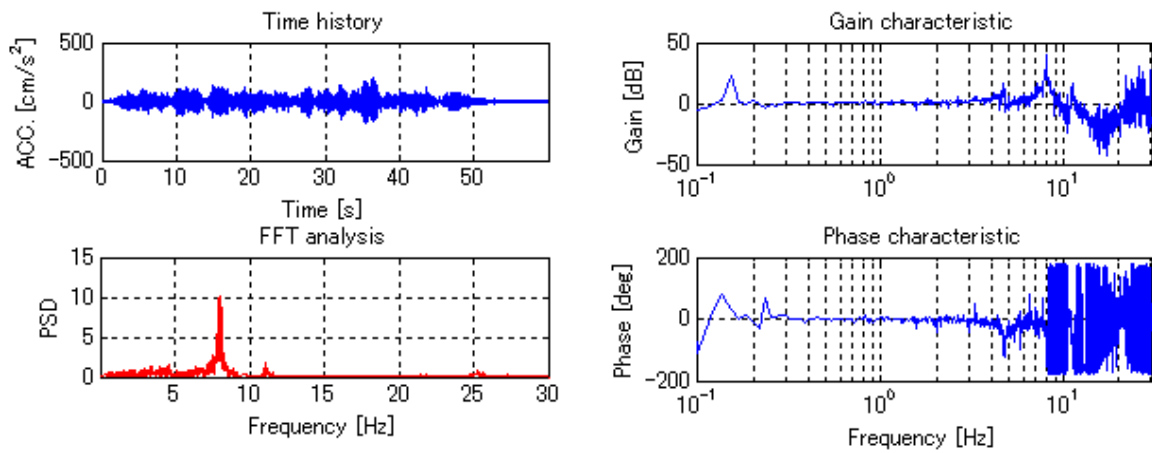 Time history
500
0
-500
ACC. [cm/s²]
0 10 20 30 40 50
Time [s]
FFT analysis
15
10
5
0
PSD
5 10 15 20 25 30
Frequency [Hz]
Gain characteristic
50
0
-50
Gain [dB]
10⁻¹ 10⁰ 10¹
Phase characteristic
200
0
-200
Phase [deg]
10⁻¹ 10⁰ 10¹
Frequency [Hz]